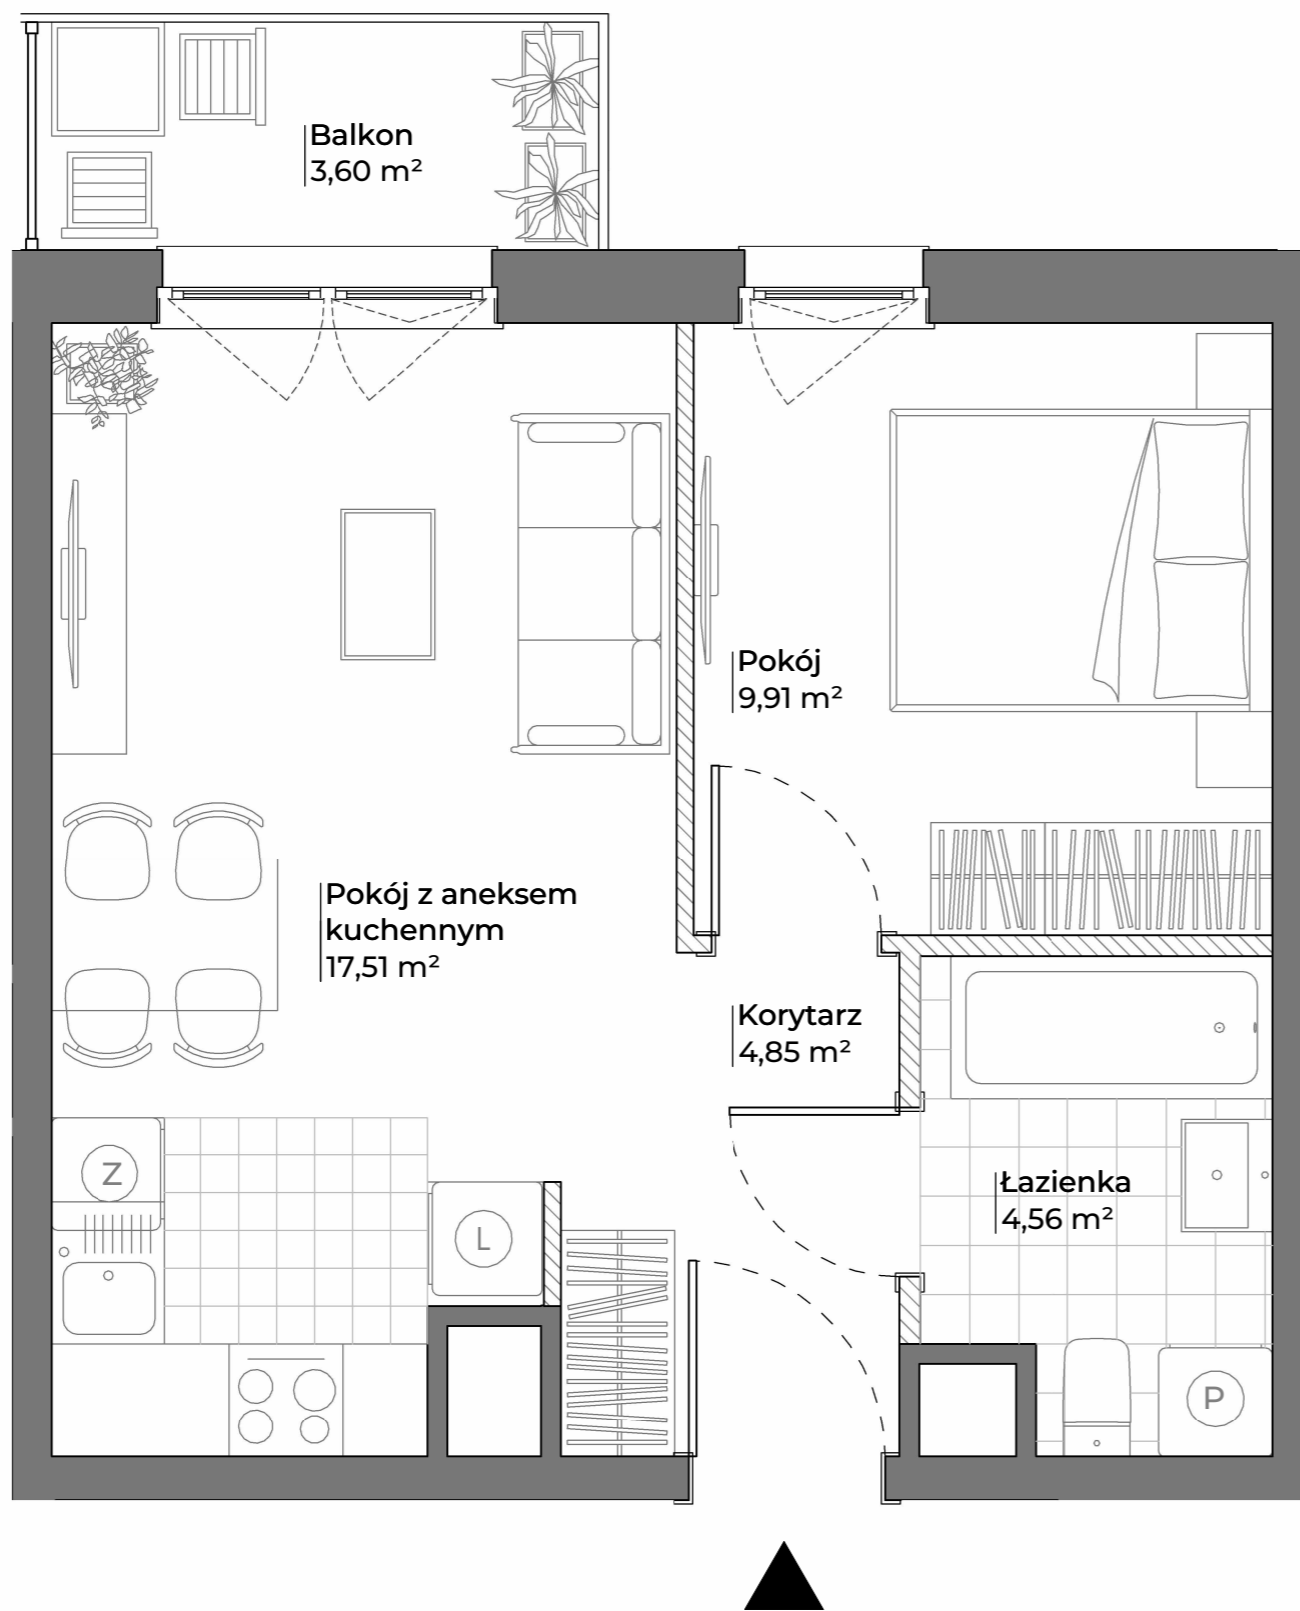 Balkon
3,60 m²
Pokój
9,91 m²
Pokój z aneksem
kuchennym
17,51 m²
Korytarz
4,85 m²
Z
L
Łazienka
4,56 m²
P